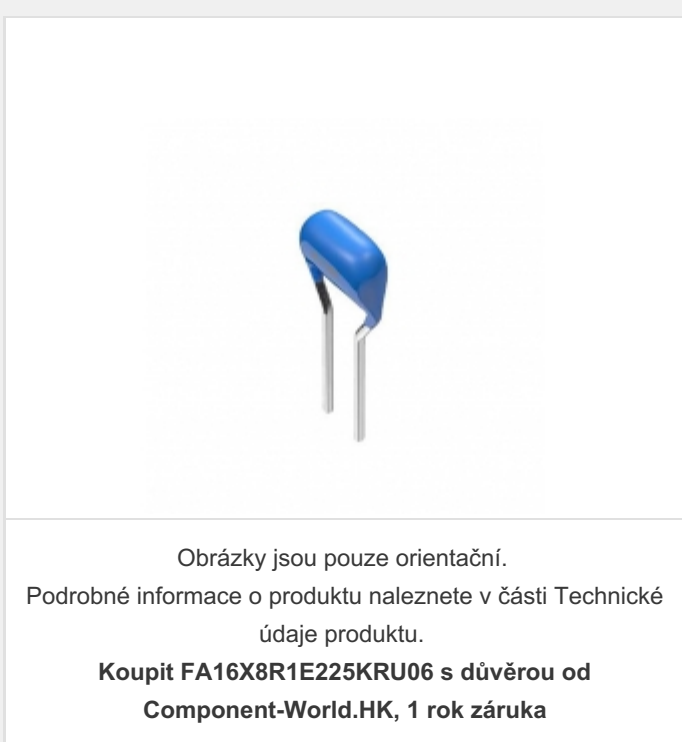 Obrázky jsou pouze orientační.
Podrobné informace o produktu naleznete v části Technické
údaje produktu.
Koupit FA16X8R1E225KRU06 s důvěrou od
Component-World.HK, 1 rok záruka